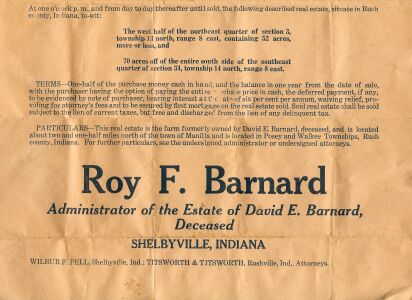 At one o'clock p. m., and from day to day thereafter until sold, the following described real estate, situate in Rush
county, Indiana, to-wit:
The west half of the northeast quarter of section 3,
township 13 north, range 8 east, containing 52 acres,
more or less, and
70 acres off of the entire south side of the southeast
quarter of section 34, township 14 north, range 8 east.
TERMS—One-half of the purchase money cash in hand, and the balance in one year from the date of sale,
with the purchaser having the option of paying the entire purchase price in cash, the deferred payment, if any,
to be evidenced by note of purchaser, bearing interest at the rate of six per cent per annum, waiving relief, pro-
viding for attorney's fees and to be secured by first mortgage on the real estate sold. Said real estate shall be sold
subject to the lien of current taxes, but free and discharged from the lien of any delinquent tax.
PARTICULARS—This real estate is the farm formerly owned by David E. Barnard, deceased, and is located
about two and one-half miles north of the town of Manilla and is located in Posey and Walker Townships, Rush
county, Indiana. For further particulars, see the undersigned administrator or undersigned attorneys.
Roy F. Barnard
Administrator of the Estate of David E. Barnard,
Deceased
SHELBYVILLE, INDIANA
WILBUR F. PELL, Shelbyville, Ind.; TITSWORTH & TITSWORTH, Rushville, Ind., Attorneys.